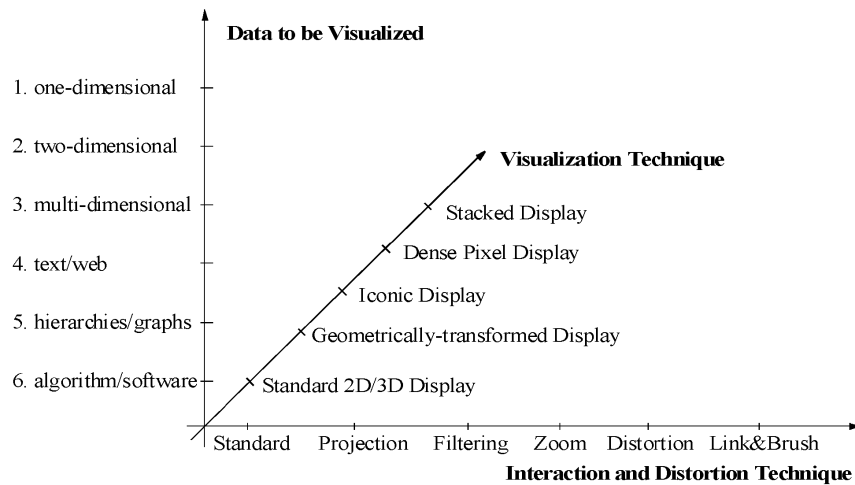 Data to be Visualized
1. one-dimensional
2. two-dimensional
3. multi-dimensional
4. text/web
5. hierarchies/graphs
6. algorithm/software
Visualization Technique
Stacked Display
Dense Pixel Display
Iconic Display
Geometrically-transformed Display
Standard 2D/3D Display
Standard Projection Filtering Zoom Distortion Link&Brush
Interaction and Distortion Technique